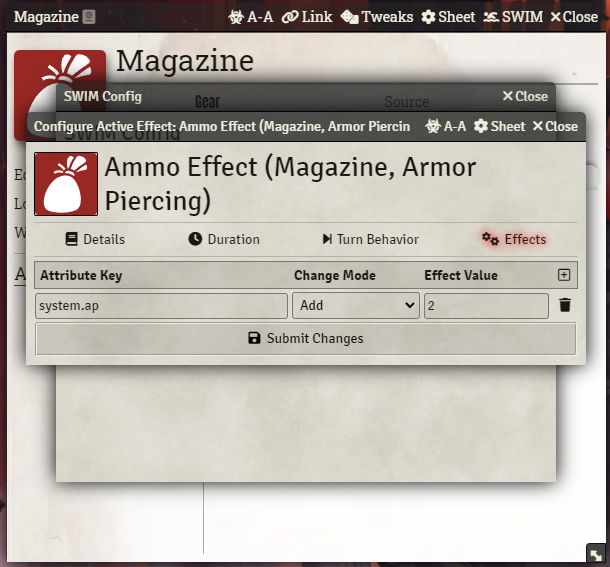 Magazine A-A Link Tweaks Sheet SWIM Close
Magazine
SWIM Config Close
Gear Source
Configure Active Effect: Ammo Effect (Magazine, Armor Piercin A-A Sheet Close
SWIM Config
Ammo Effect (Magazine, Armor
Piercing)
Details Duration Turn Behavior Effects
Attribute Key Change Mode Effect Value
system.ap Add 2
Submit Changes